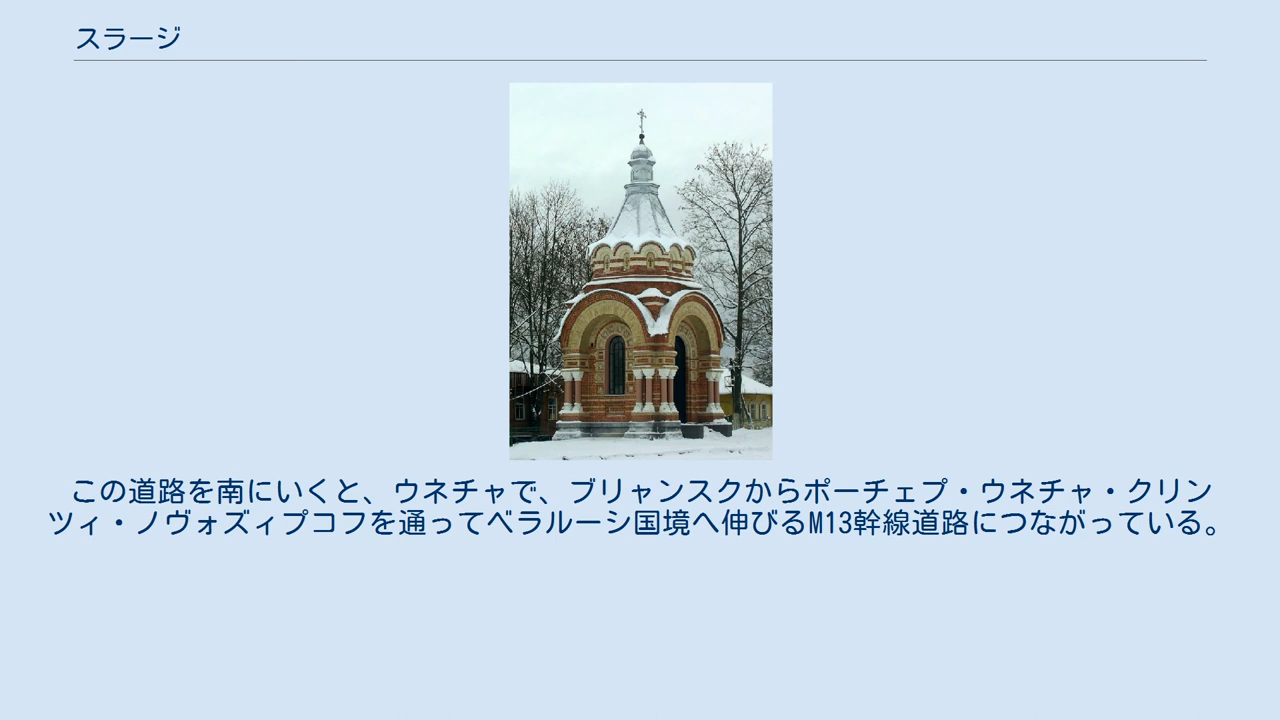 スラージ
この道路を南にいくと、ウネチャで、ブリャンスクからポーチェプ・ウネチャ・クリン
ツィ・ノヴォズィプコフを通ってベラルーシ国境へ伸びるM13幹線道路につながっている。